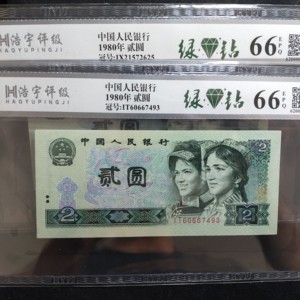 浩宇评级
HAOYUPINGJI
中国人民银行
1980年 贰圆
冠号:IX21572625
绿钻
66 EPQ
浩宇评级
HAOYUPINGJI
中国人民银行
1980年 贰圆
冠号:IT60667493
绿钻
66 EPQ
中国人民银行
贰圆
2
2
IT60667493